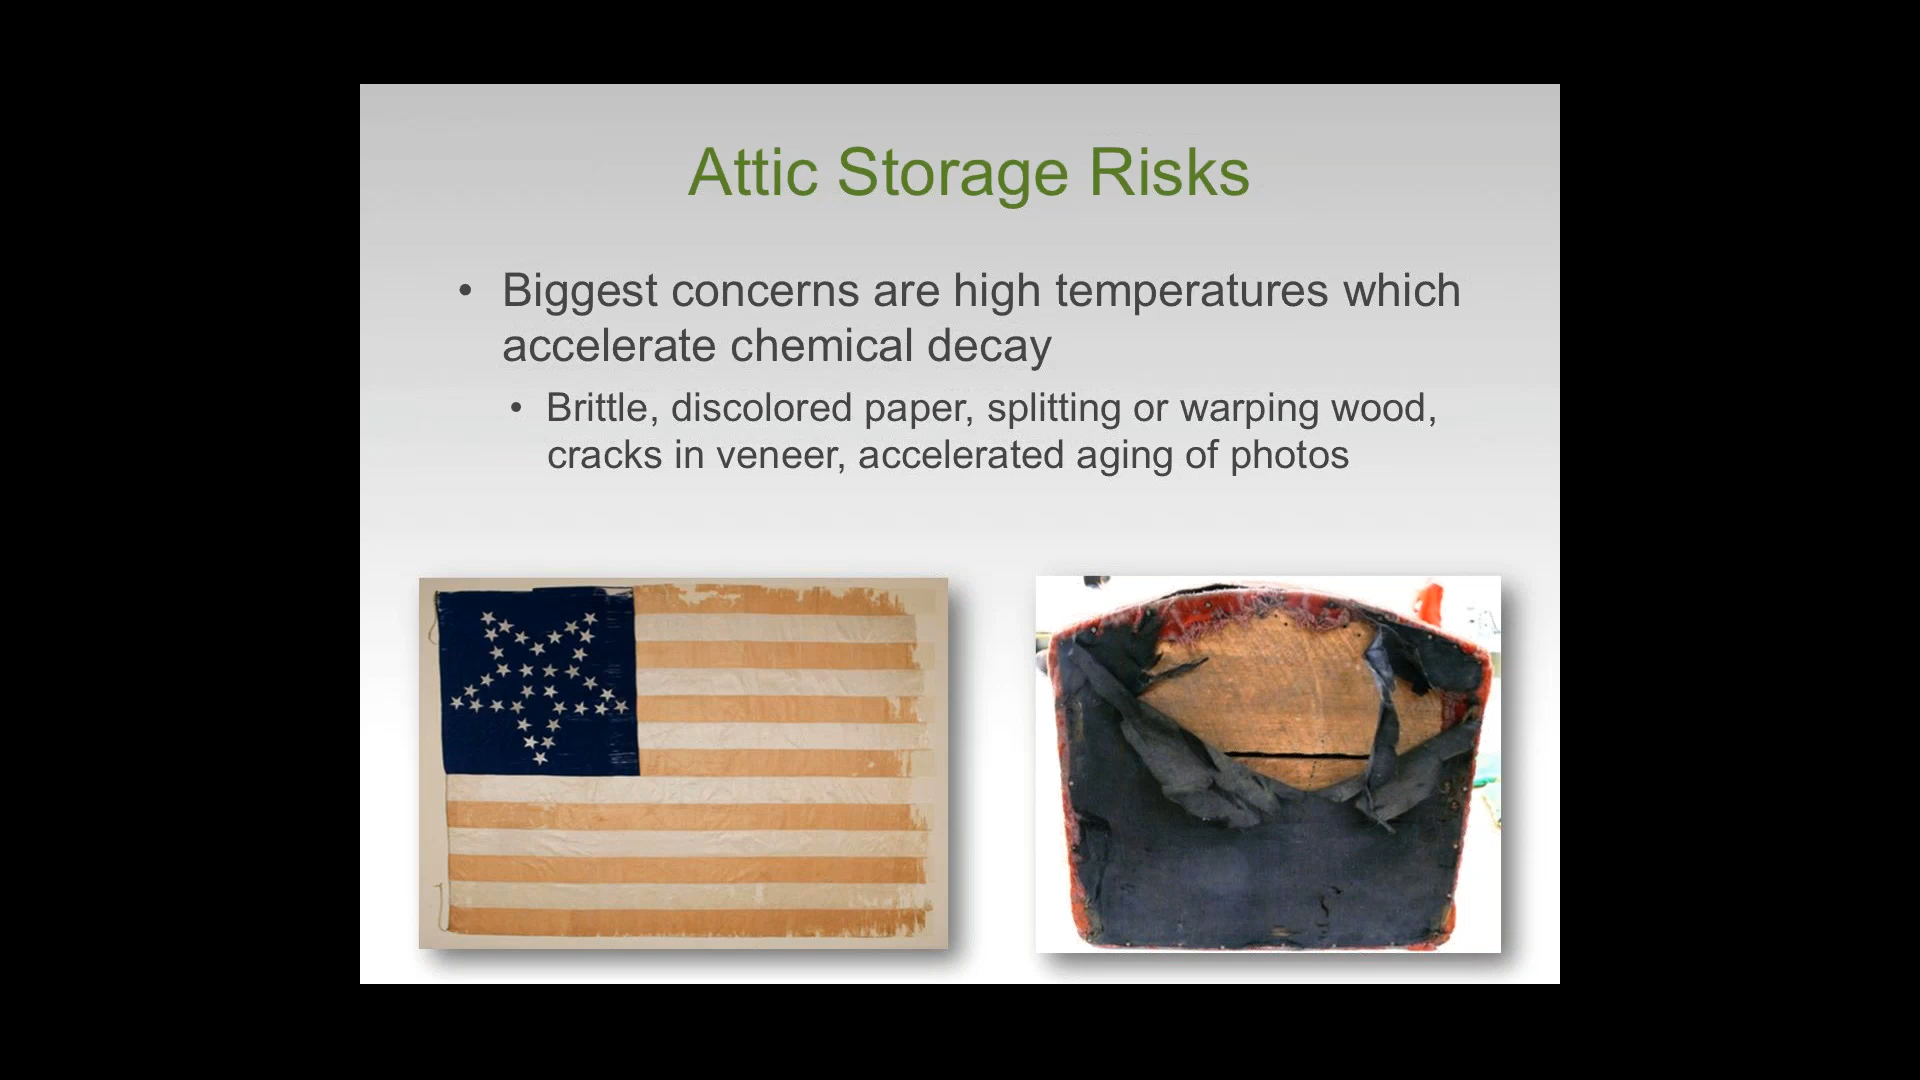 Attic Storage Risks
• Biggest concerns are high temperatures which
accelerate chemical decay
• Brittle, discolored paper, splitting or warping wood,
cracks in veneer, accelerated aging of photos